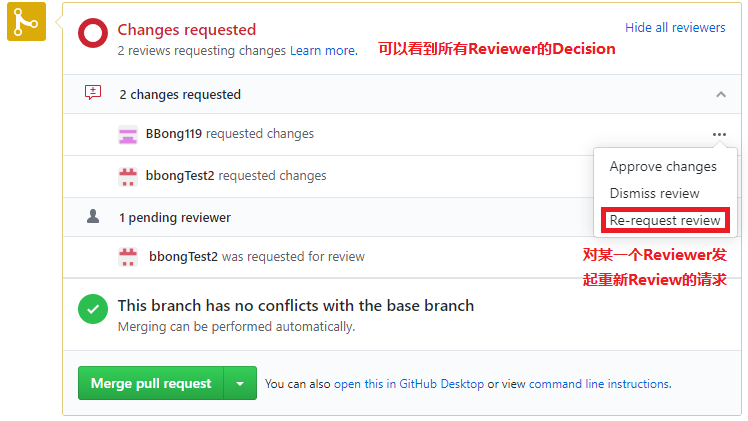 Changes requested
Hide all reviewers
2 reviews requesting changes Learn more.
可以看到所有Reviewer的Decision
2 changes requested
BBong119 requested changes
Approve changes
bbongTest2 requested changes
Dismiss review
1 pending reviewer
Re-request review
bbongTest2 was requested for review
对某一个Reviewer发
起重新Review的请求
This branch has no conflicts with the base branch
Merging can be performed automatically.
Merge pull request
You can also open this in GitHub Desktop or view command line instructions.